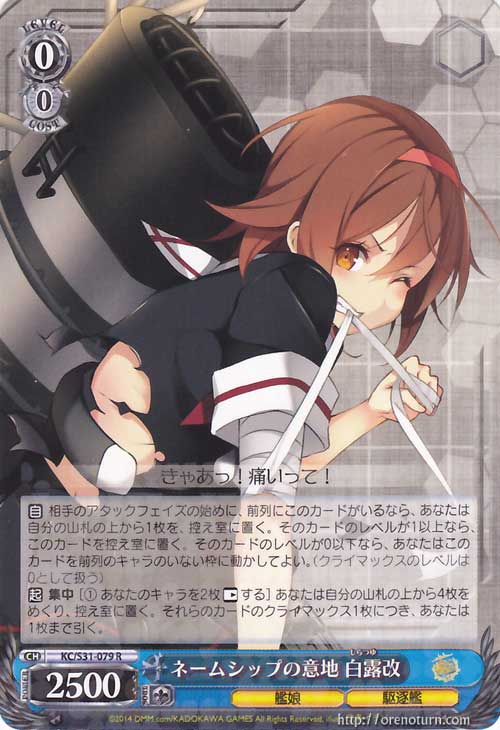 LEVEL
0
0
COST
きゃあっ!痛いって!
自 相手のアタックフェイズの始めに、前列にこのカードがいるなら、あなたは
自分の山札の上から1枚を、控え室に置く。そのカードのレベルが1以上なら、
このカードを控え室に置く。そのカードのレベルが0以下なら、あなたはこの
カードを前列のキャラのいない枠に動かしてよい。(クライマックスのレベルは
0として扱う)
起 集中 [① あなたのキャラを2枚する] あなたは自分の山札の上から4枚を
めくり、控え室に置く。それらのカードのクライマックス1枚につき、あなたは
1枚まで引く。
CH KC/S31-079 R
しらつゆ
ネームシップの意地 白露改
POWER
2500
SOUL
艦娘 駆逐艦
©2014 DMM.com/KADOKAWA GAMES All Rights Reserved.
http://orenoturn.com/